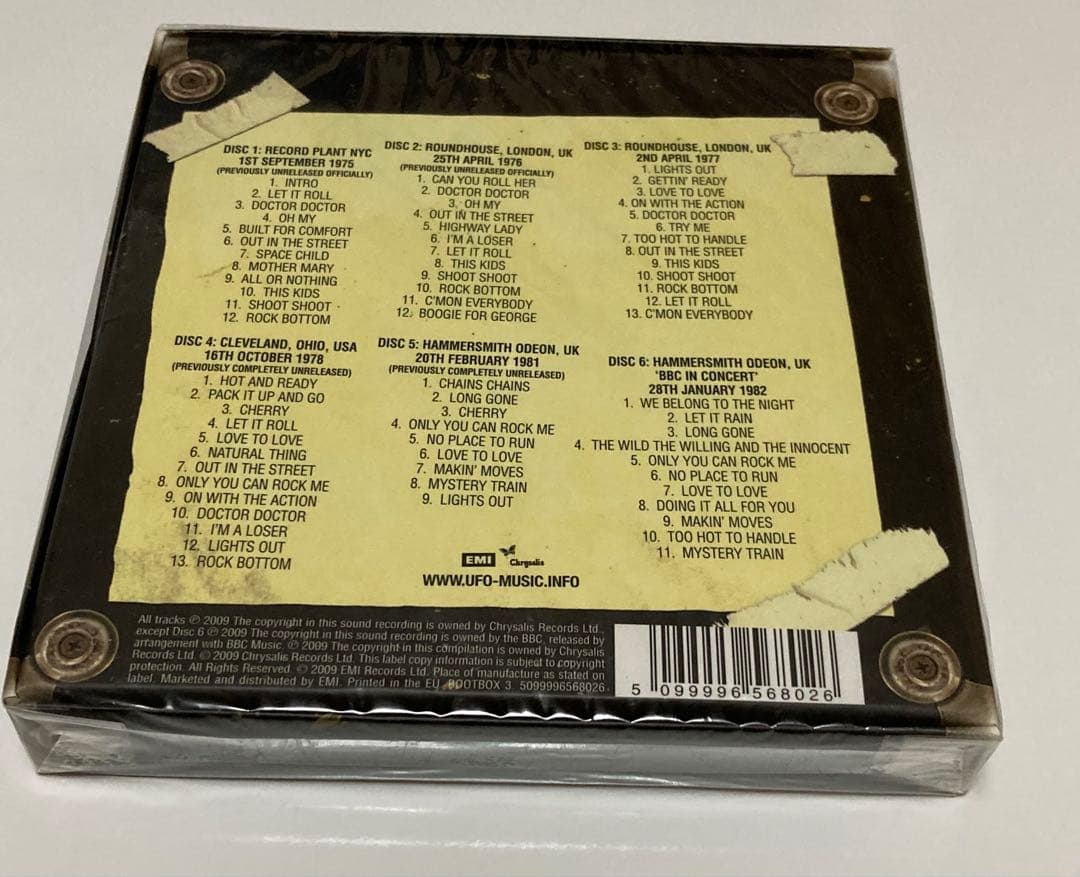 DISC 1: RECORD PLANT NYC
1ST SEPTEMBER 1975
(PREVIOUSLY UNRELEASED OFFICIALLY)
1. INTRO
2. LET IT ROLL
3. DOCTOR DOCTOR
4. OH MY
5. BUILT FOR COMFORT
6. OUT IN THE STREET
7. SPACE CHILD
8. MOTHER MARY
9. ALL OR NOTHING
10. THIS KIDS
11. SHOOT SHOOT
12. ROCK BOTTOM
DISC 2: ROUNDHOUSE, LONDON, UK
25TH APRIL 1976
(PREVIOUSLY UNRELEASED OFFICIALLY)
1. CAN YOU ROLL HER
2. DOCTOR DOCTOR
3. OH MY
4. OUT IN THE STREET
5. HIGHWAY LADY
6. I'M A LOSER
7. LET IT ROLL
8. THIS KIDS
9. SHOOT SHOOT
10. ROCK BOTTOM
11. C'MON EVERYBODY
12. BOOGIE FOR GEORGE
DISC 3: ROUNDHOUSE, LONDON, UK
2ND APRIL 1977
1. LIGHTS OUT
2. GETTIN' READY
3. LOVE TO LOVE
4. ON WITH THE ACTION
5. DOCTOR DOCTOR
6. TRY ME
7. TOO HOT TO HANDLE
8. OUT IN THE STREET
9. THIS KIDS
10. SHOOT SHOOT
11. ROCK BOTTOM
12. LET IT ROLL
13. C'MON EVERYBODY
DISC 4: CLEVELAND, OHIO, USA
16TH OCTOBER 1978
(PREVIOUSLY COMPLETELY UNRELEASED)
1. HOT AND READY
2. PACK IT UP AND GO
3. CHERRY
4. LET IT ROLL
5. LOVE TO LOVE
6. NATURAL THING
7. OUT IN THE STREET
8. ONLY YOU CAN ROCK ME
9. ON WITH THE ACTION
10. DOCTOR DOCTOR
11. I'M A LOSER
12. LIGHTS OUT
13. ROCK BOTTOM
DISC 5: HAMMERSMITH ODEON, UK
20TH FEBRUARY 1981
(PREVIOUSLY COMPLETELY UNRELEASED)
1. CHAINS CHAINS
2. LONG GONE
3. CHERRY
4. ONLY YOU CAN ROCK ME
5. NO PLACE TO RUN
6. LOVE TO LOVE
7. MAKIN' MOVES
8. MYSTERY TRAIN
9. LIGHTS OUT
DISC 6: HAMMERSMITH ODEON, UK
'BBC IN CONCERT'
28TH JANUARY 1982
1. WE BELONG TO THE NIGHT
2. LET IT RAIN
3. LONG GONE
4. THE WILD THE WILLING AND THE INNOCENT
5. ONLY YOU CAN ROCK ME
6. NO PLACE TO RUN
7. LOVE TO LOVE
8. DOING IT ALL FOR YOU
9. MAKIN' MOVES
10. TOO HOT TO HANDLE
11. MYSTERY TRAIN
EMI Chrysalis
WWW.UFO-MUSIC.INFO
All tracks ℗ 2009 The copyright in this sound recording is owned by Chrysalis Records Ltd.,
except Disc 6 ℗ 2009 The copyright in this sound recording is owned by the BBC, released by
arrangement with BBC Music. ℗ 2009 The copyright in this compilation is owned by Chrysalis
Records Ltd. © 2009 Chrysalis Records Ltd. This label copy information is subject to copyright
protection. All Rights Reserved. © 2009 EMI Records Ltd. Place of manufacture as stated on
label. Marketed and distributed by EMI. Printed in the EU. BOOTBOX 3. 5099996568026
5 099996 568026